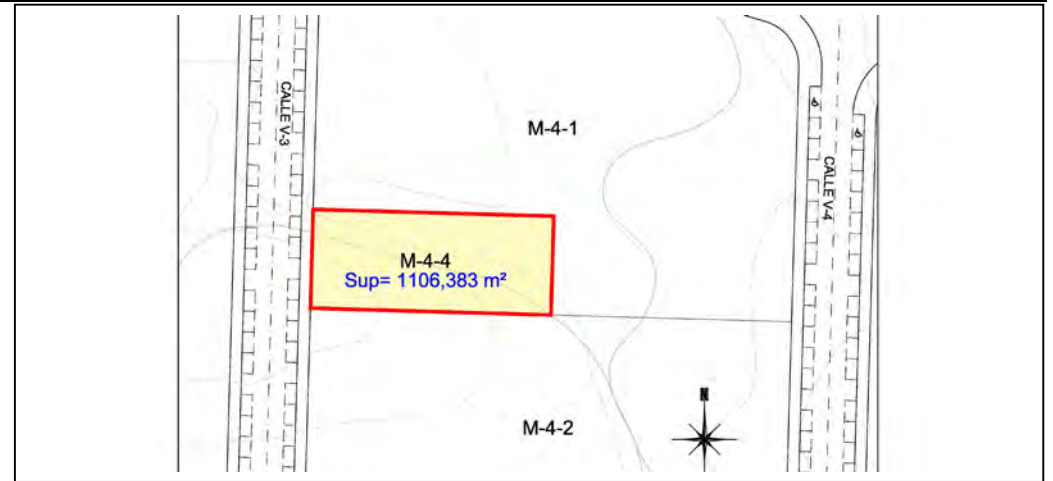 CALLE V-3
M-4-1
CALLE V-4
M-4-4
Sup= 1106,383 m²
N
M-4-2